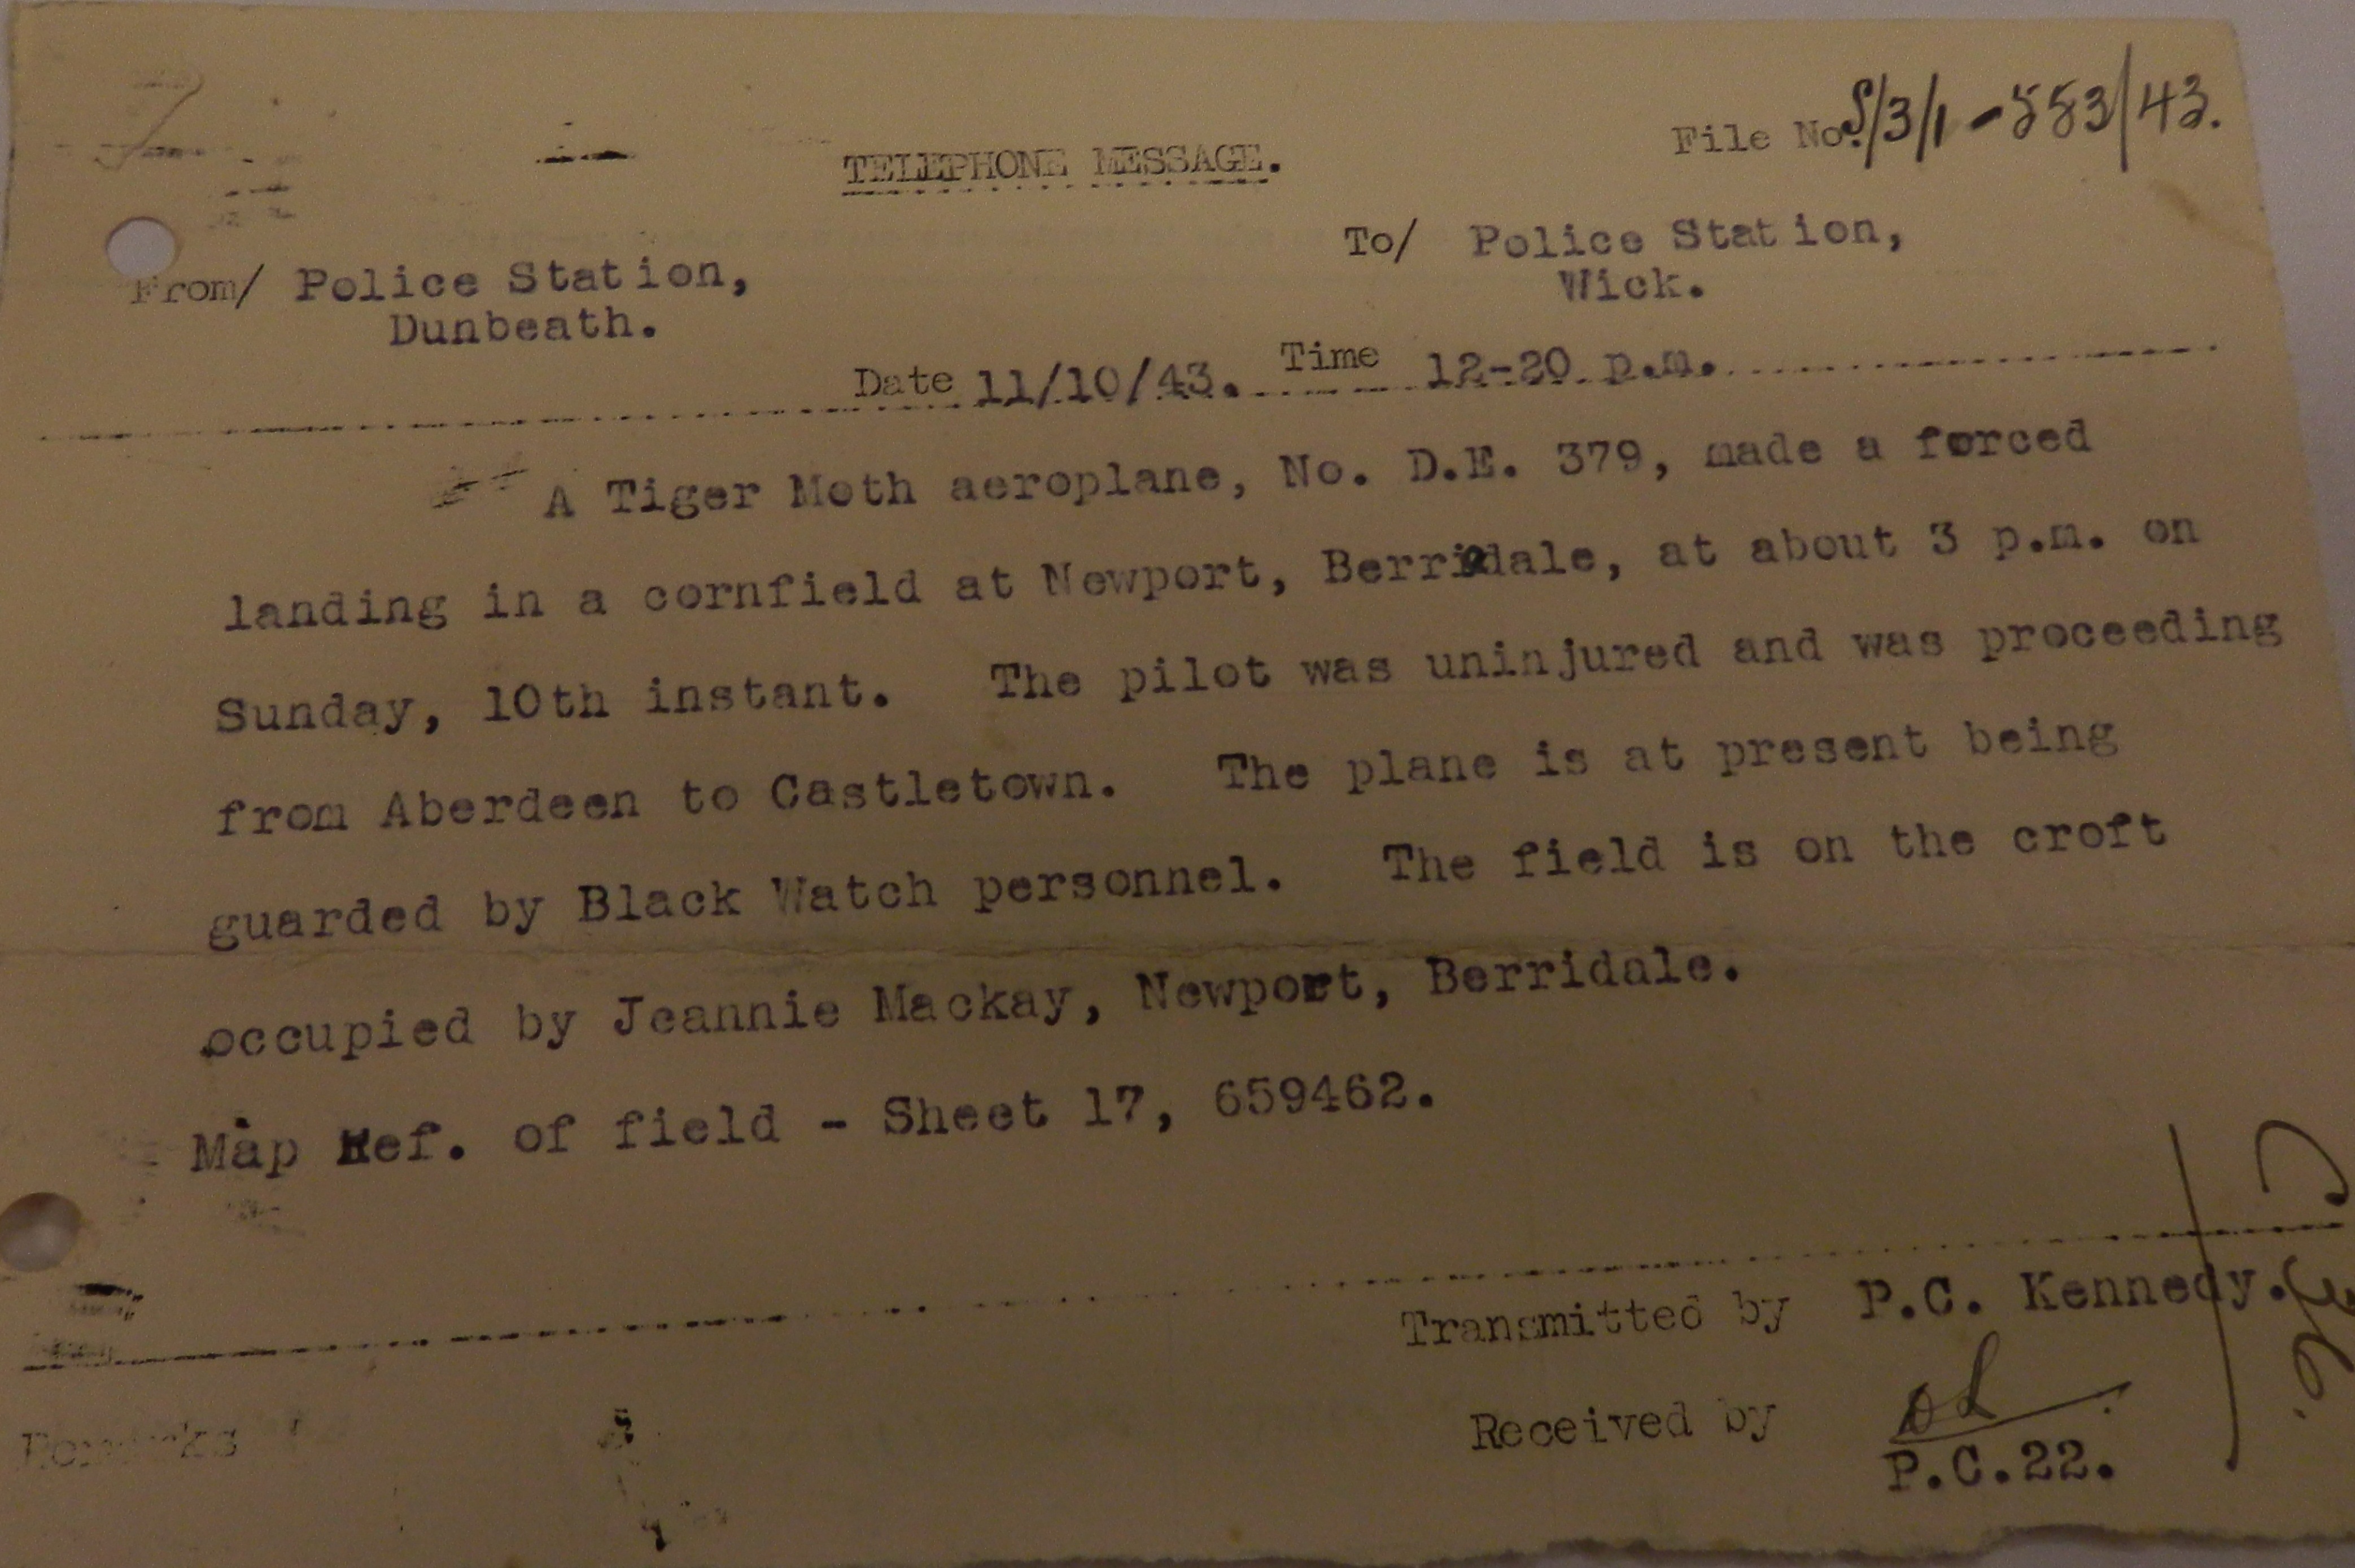 File No. S/3/1-553/43.
TELEPHONE MESSAGE.
To/ Police Station,
Wick.
From/ Police Station,
Dunbeath.
Date 11/10/43. Time 12-20 p.m.
A Tiger Moth aeroplane, No. D.E. 379, made a forced
landing in a cornfield at Newport, Berridale, at about 3 p.m. on
Sunday, 10th instant. The pilot was uninjured and was proceeding
from Aberdeen to Castletown. The plane is at present being
guarded by Black Watch personnel. The field is on the croft
occupied by Jeannie Mackay, Newport, Berridale.
Map Ref. of field - Sheet 17, 659462.
Transmitted by P.C. Kennedy.
Received by
P.C.22.
Remarks